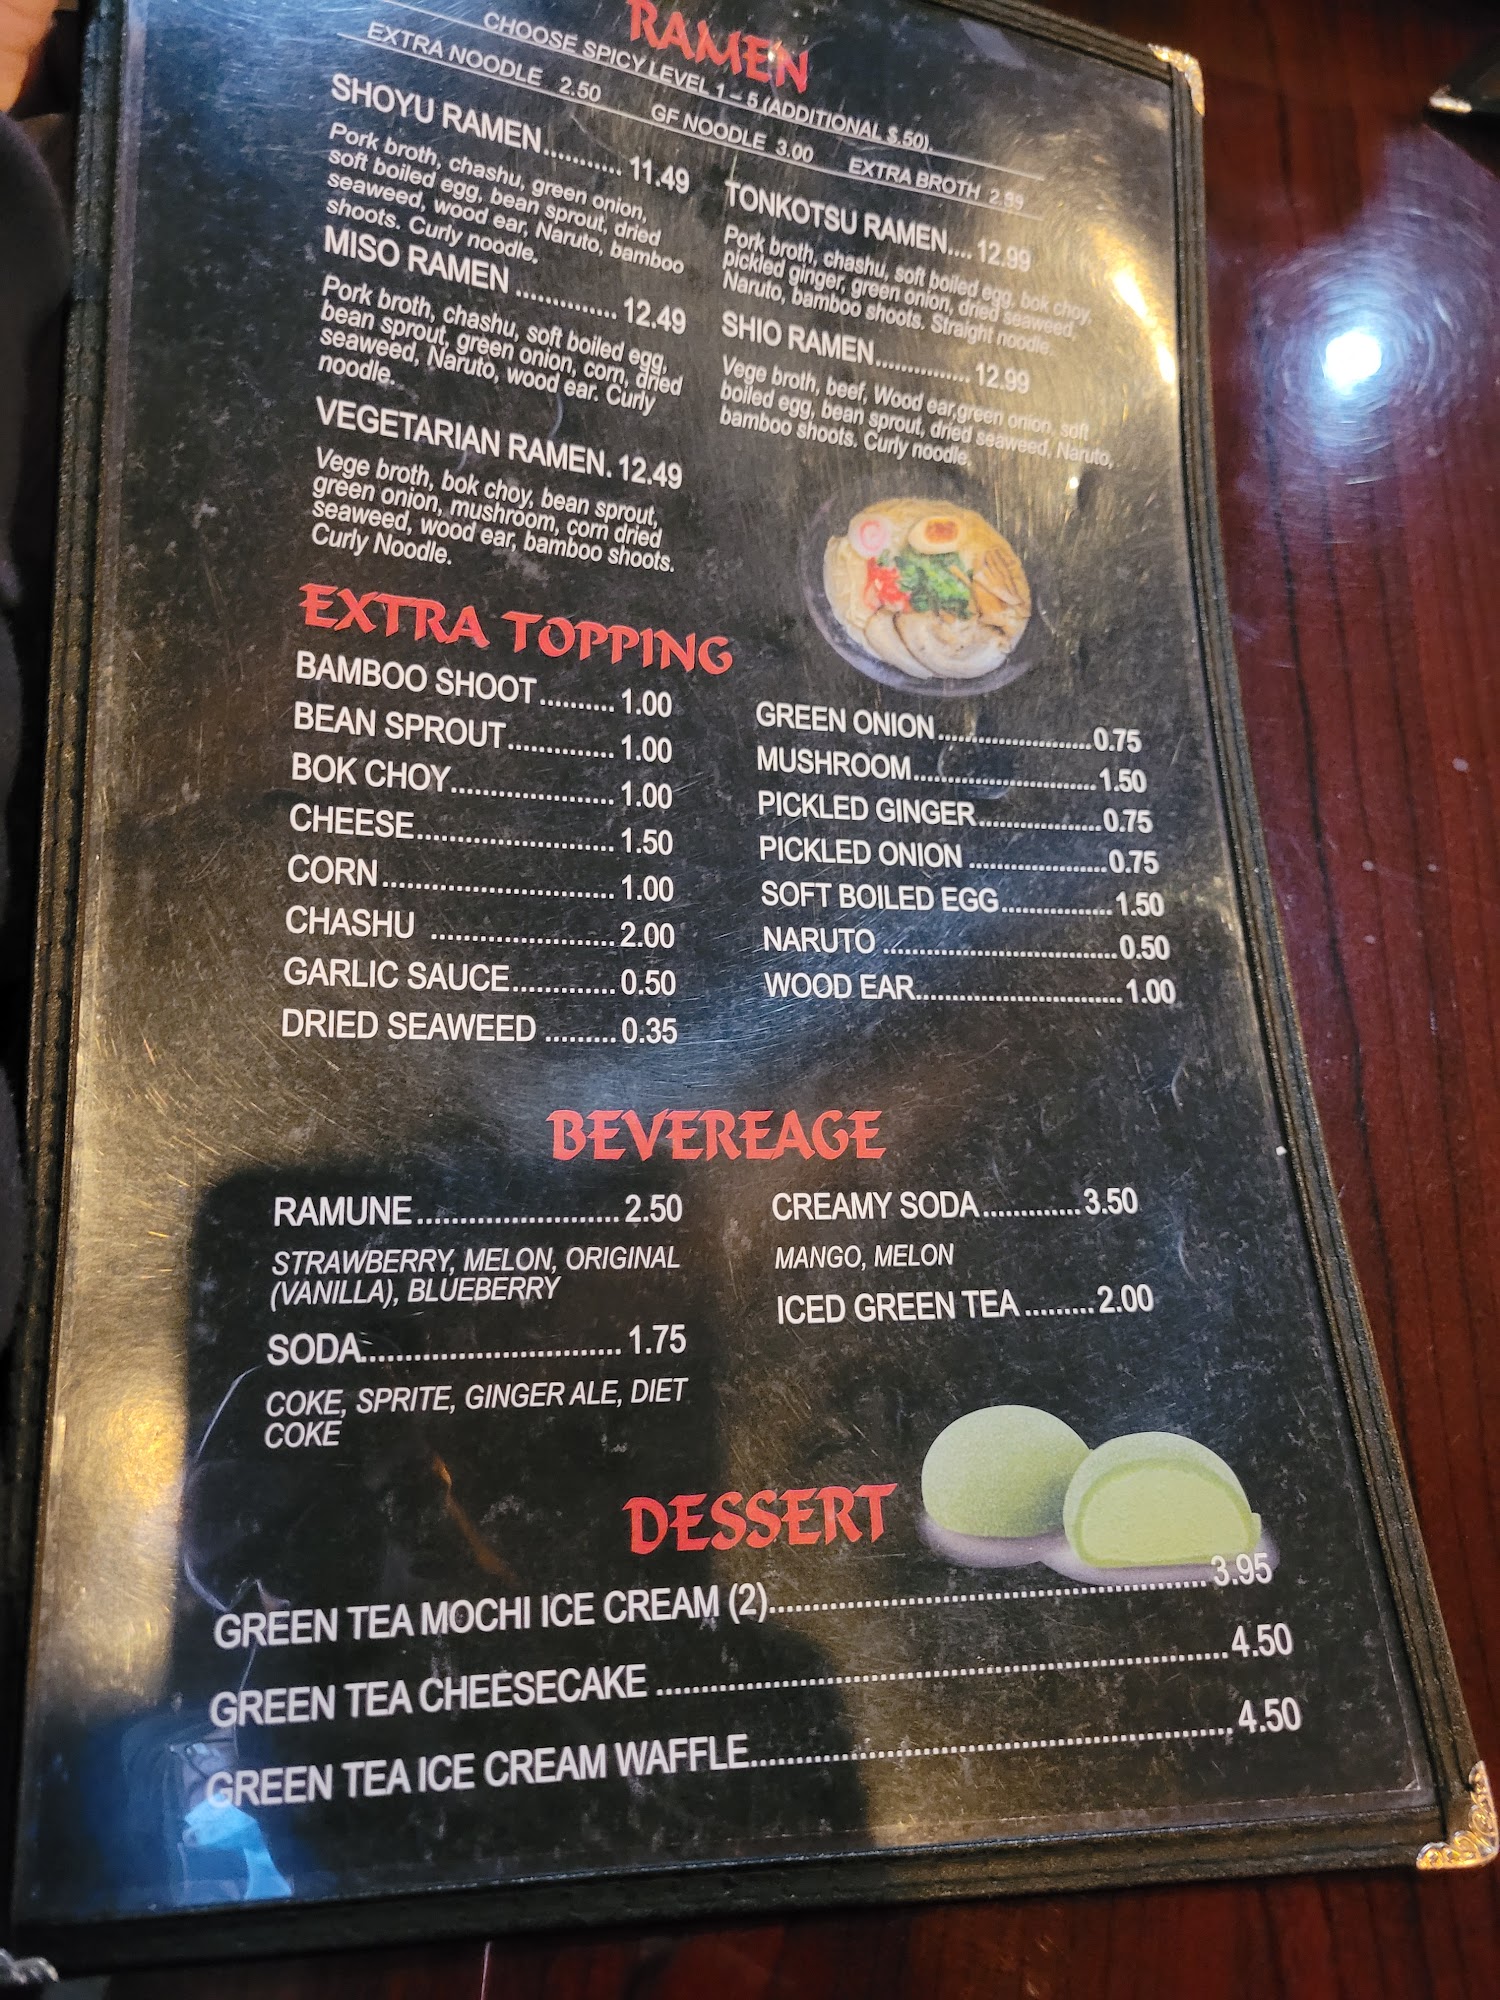 RAMEN
CHOOSE SPICY LEVEL 1 – 5 (ADDITIONAL $.50)
EXTRA NOODLE 2.50 GF NOODLE 3.00 EXTRA BROTH 2.99
SHOYU RAMEN........... 11.49
Pork broth, chashu, green onion,
soft boiled egg, bean sprout, dried
seaweed, wood ear, Naruto, bamboo
shoots. Curly noodle.
MISO RAMEN ............. 12.49
Pork broth, chashu, soft boiled egg,
bean sprout, green onion, corn, dried
seaweed, Naruto, wood ear. Curly
noodle.
VEGETARIAN RAMEN. 12.49
Vege broth, bok choy, bean sprout,
green onion, mushroom, corn dried
seaweed, wood ear, bamboo shoots.
Curly Noodle.
TONKOTSU RAMEN.... 12.99
Pork broth, chashu, soft boiled egg, bok choy,
pickled ginger, green onion, dried seaweed,
Naruto, bamboo shoots. Straight noodle.
SHIO RAMEN............... 12.99
Vege broth, beef, Wood ear,green onion, soft
boiled egg, bean sprout, dried seaweed, Naruto,
bamboo shoots. Curly noodle.
EXTRA TOPPING
BAMBOO SHOOT.......... 1.00
BEAN SPROUT.............. 1.00
BOK CHOY..................... 1.00
CHEESE......................... 1.50
CORN............................. 1.00
CHASHU ....................... 2.00
GARLIC SAUCE............. 0.50
DRIED SEAWEED ......... 0.35
GREEN ONION.......................0.75
MUSHROOM...........................1.50
PICKLED GINGER..................0.75
PICKLED ONION ...................0.75
SOFT BOILED EGG................1.50
NARUTO ................................0.50
WOOD EAR............................1.00
BEVEREAGE
RAMUNE........................ 2.50
STRAWBERRY, MELON, ORIGINAL
(VANILLA), BLUEBERRY
SODA.............................. 1.75
COKE, SPRITE, GINGER ALE, DIET
COKE
CREAMY SODA.............3.50
MANGO, MELON
ICED GREEN TEA .........2.00
DESSERT
GREEN TEA MOCHI ICE CREAM (2)................................................ 3.95
GREEN TEA CHEESECAKE ............................................................ 4.50
GREEN TEA ICE CREAM WAFFLE.................................................. 4.50